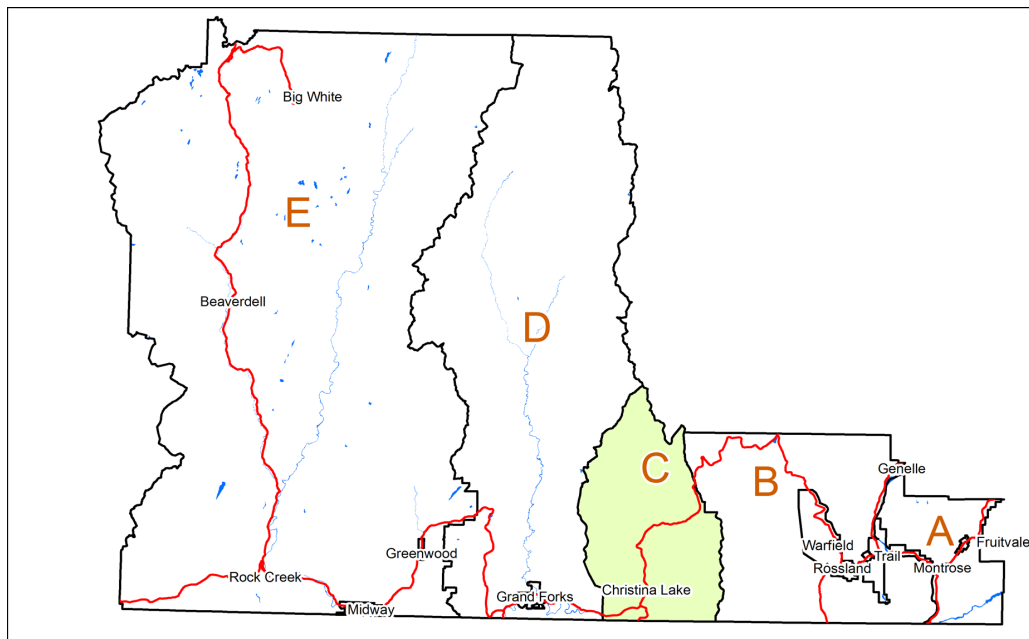 Big White
E
Beaverdell
D
C
B
Genelle
A
Fruitvale
Warfield
Trail
Greenwood
Rossland
Montrose
Rock Creek
Christina Lake
Grand Forks
Midway